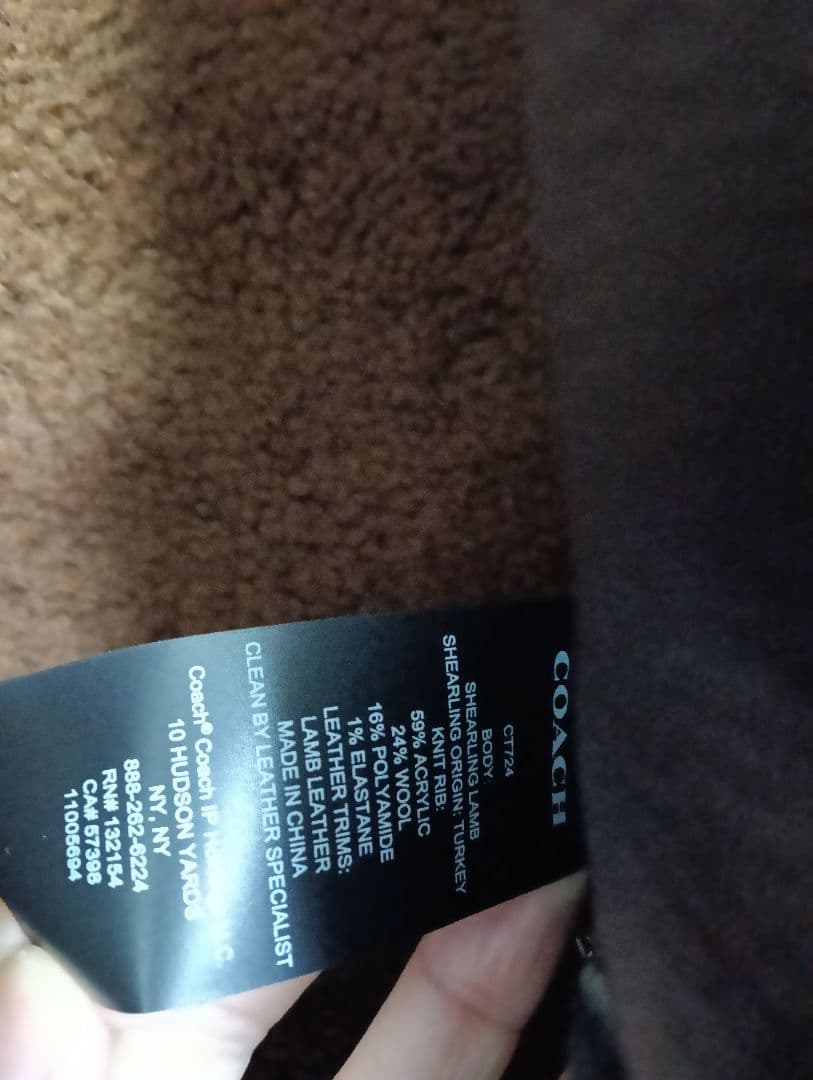 COACH
CT724
BODY:
SHEARLING LAMB
SHEARLING ORIGIN: TURKEY
KNIT RIB:
59% ACRYLIC
24% WOOL
16% POLYAMIDE
1% ELASTANE
LEATHER TRIMS:
LAMB LEATHER
MADE IN CHINA
CLEAN BY LEATHER SPECIALIST
Coach® Coach IP
10 HUDSON YARDS
NY, NY
888-262-6224
RN# 132154
CA# 57398
11005694